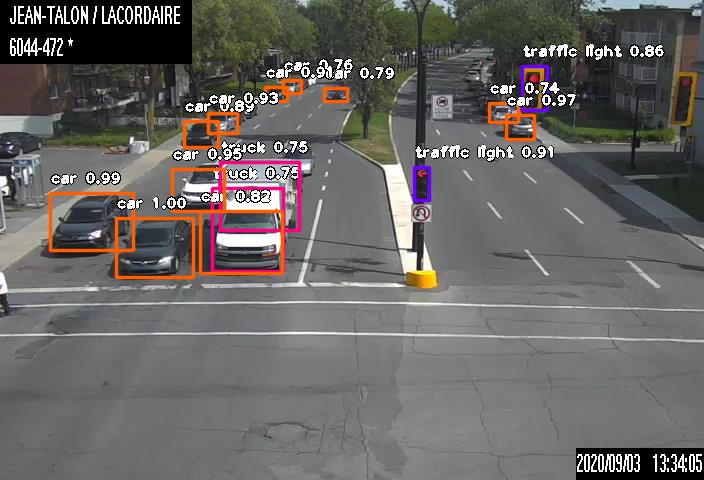 JEAN-TALON / LACORDAIRE
6044-472 *
traffic light 0.86
car 0.76
car 0.79
car 0.74
car 0.93
car 0.97
car 0.89
truck 0.75
traffic light 0.91
car 0.95
truck 0.75
car 0.99
car 1.00
car 0.82
2020/09/03 13:34:05